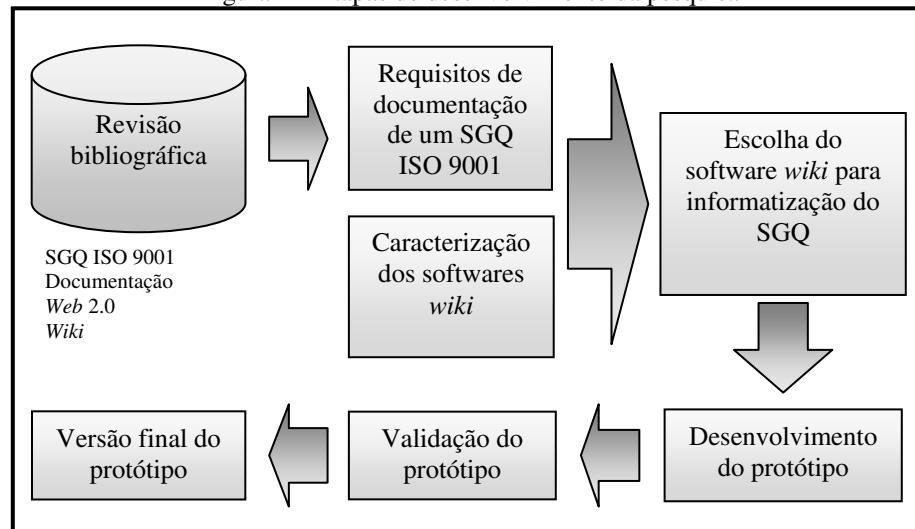 Revisão
bibliográfica
SGQ ISO 9001
Documentação
Web 2.0
Wiki
Requisitos de
documentação
de um SGQ
ISO 9001
Caracterização
dos softwares
wiki
Escolha do
software wiki para
informatização do
SGQ
Desenvolvimento
do protótipo
Validação do
protótipo
Versão final do
protótipo